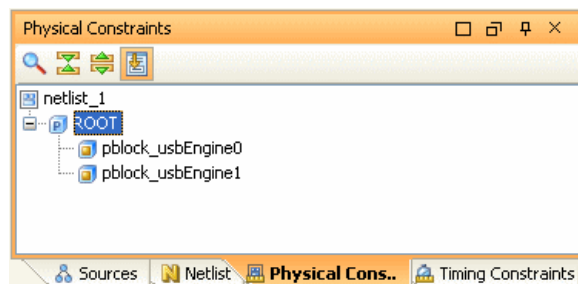 Physical Constraints
netlist_1
ROOT
pblock_usbEngine0
pblock_usbEngine1
Sources Netlist Physical Cons.. Timing Constraints